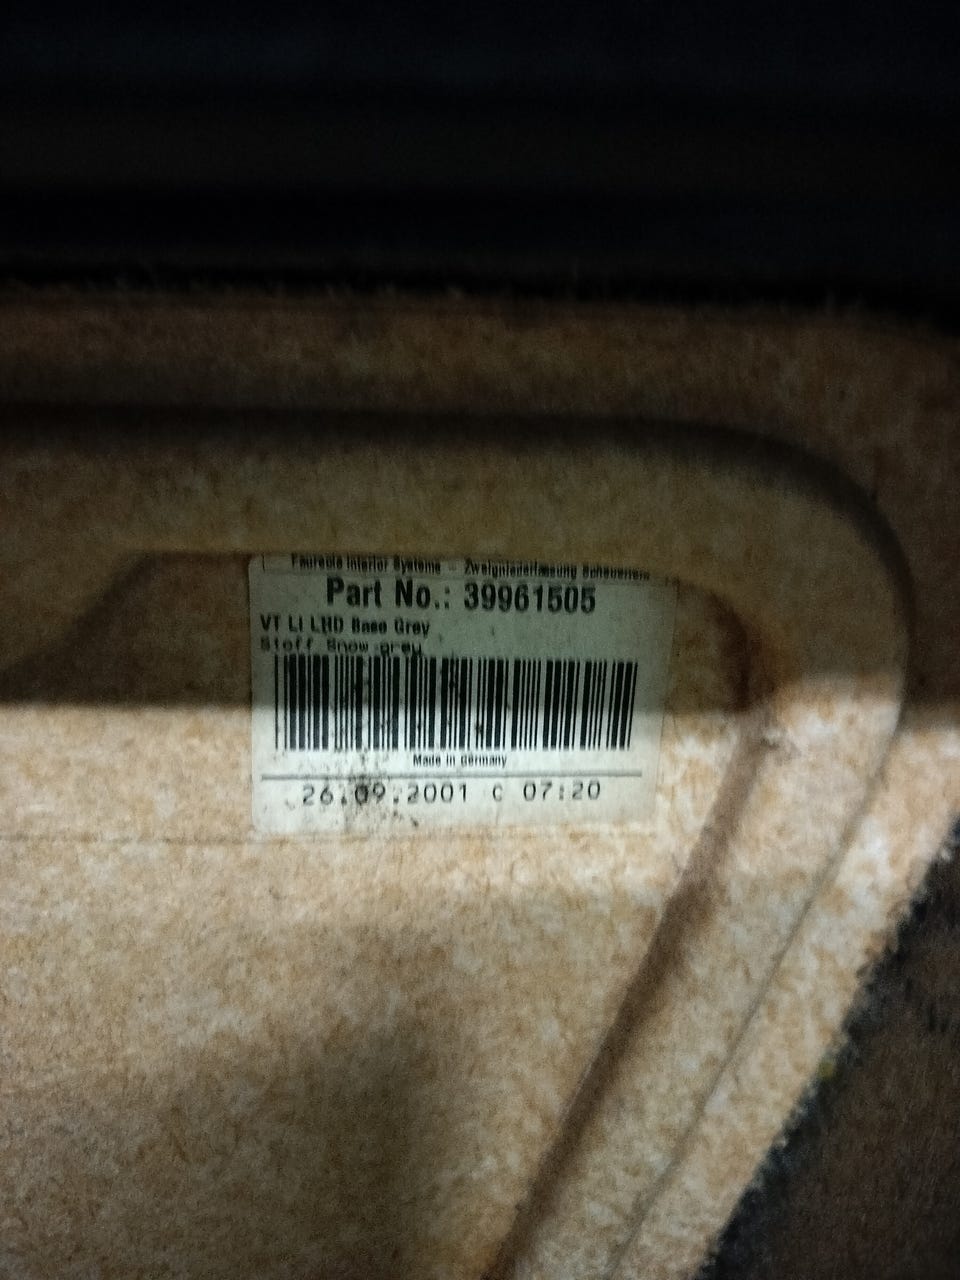 Faurecia Interior Systeme - Zweigniederlassung Scheuerfeld
Part No.: 39961505
VT Li LHD Base Grey
Stoff Snow grey
Made in Germany
26.09.2001 C 07:20